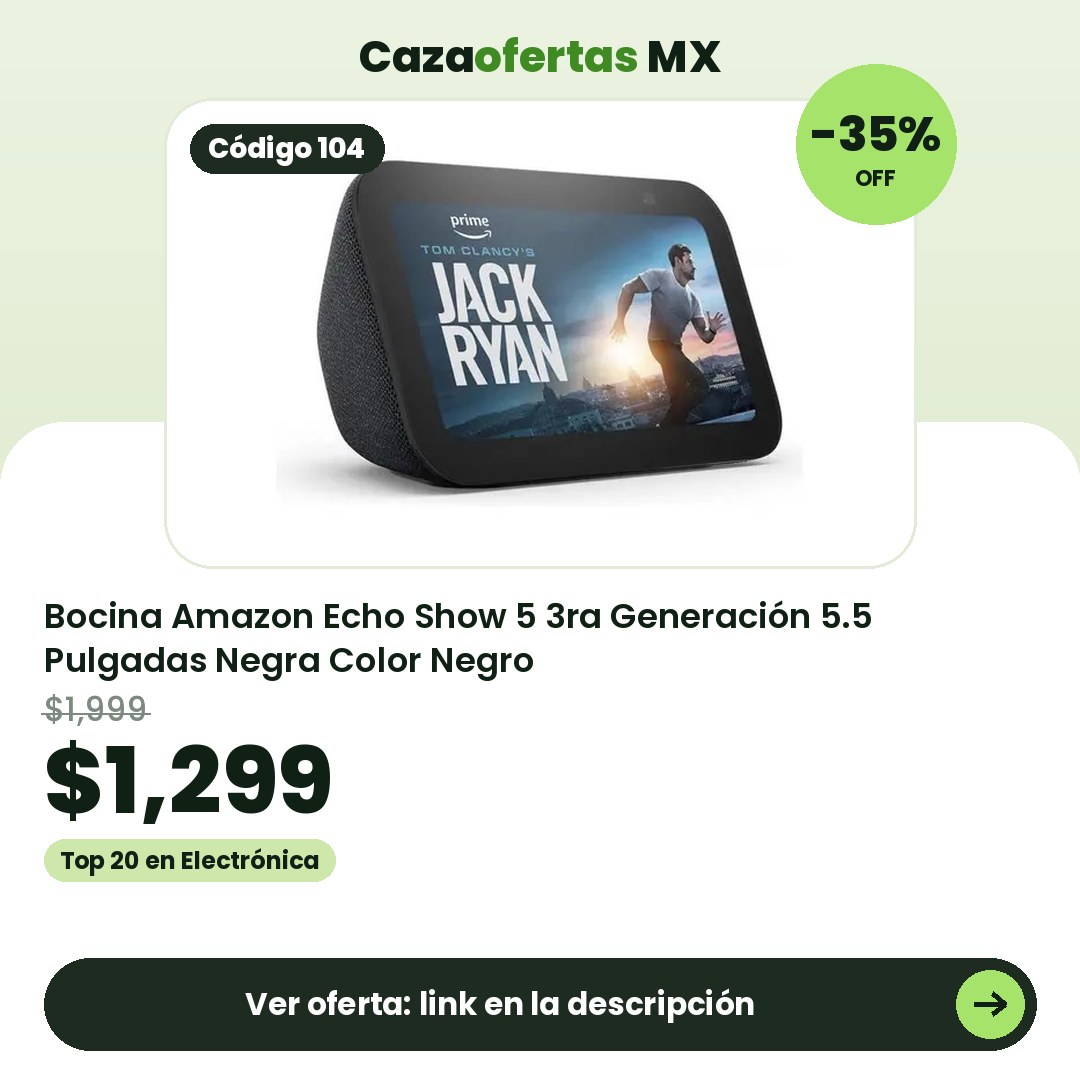 Cazaofertas MX
Código 104
-35%
OFF
prime
TOM CLANCY'S
JACK
RYAN
Bocina Amazon Echo Show 5 3ra Generación 5.5
Pulgadas Negra Color Negro
$1,999
$1,299
Top 20 en Electrónica
Ver oferta: link en la descripción